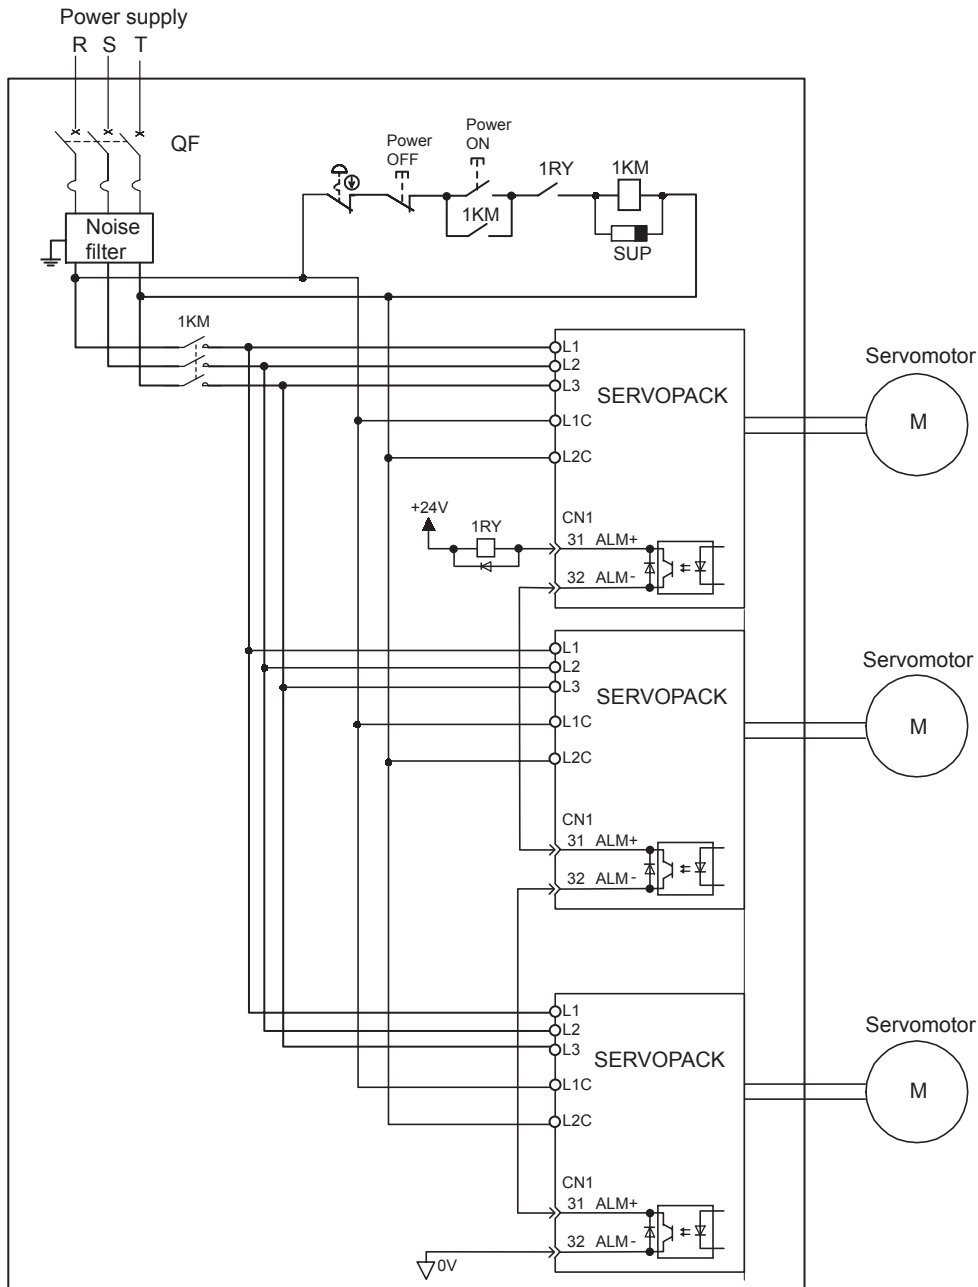 Power supply
R S T
QF
Power
OFF
Power
ON
1RY
1KM
1KM
SUP
Noise
filter
1KM
L1
L2
L3
SERVOPACK
L1C
L2C
Servomotor
M
+24V
1RY
CN1
31 ALM+
32 ALM-
L1
L2
L3
SERVOPACK
L1C
L2C
Servomotor
M
CN1
31 ALM+
32 ALM-
L1
L2
L3
SERVOPACK
L1C
L2C
Servomotor
M
CN1
31 ALM+
32 ALM-
0V